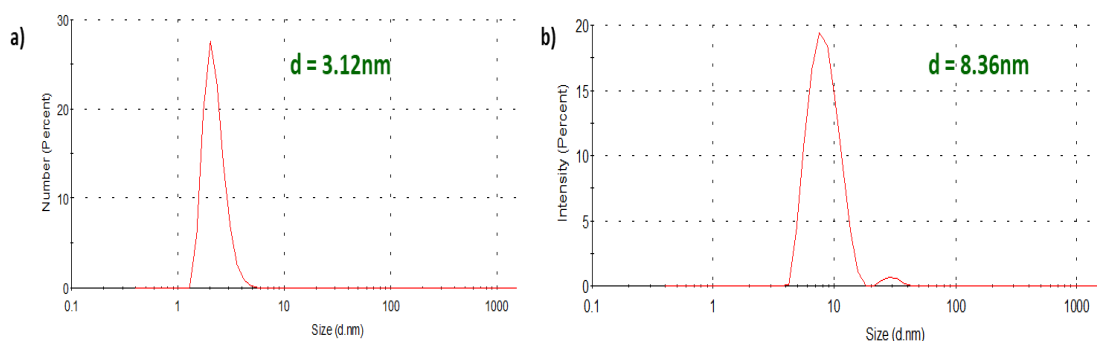 a)
d = 3.12nm
Number (Percent)
30
20
10
0
0.1 1 10 100 1000
Size (d.nm)
b)
d = 8.36nm
Intensity (Percent)
20
15
10
5
0
0.1 1 10 100 1000
Size (d.nm)